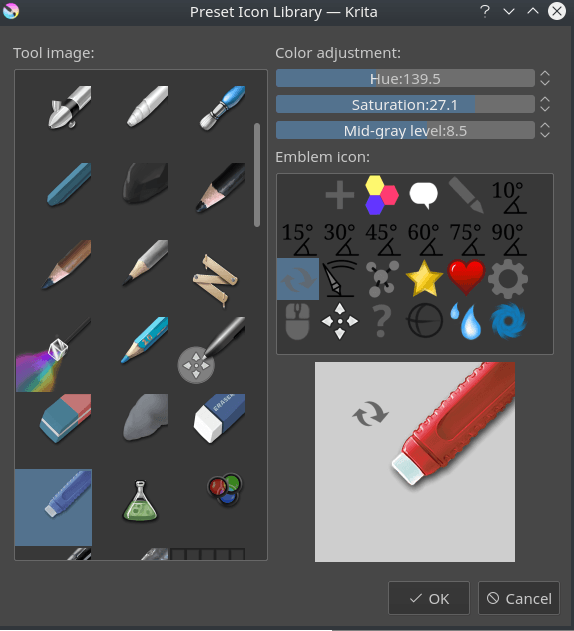 Preset Icon Library — Krita
Tool image:
Color adjustment:
Hue:139.5
Saturation:27.1
Mid-gray level:8.5
Emblem icon:
10°
15° 30° 45° 60° 75° 90°
?
ERASER
OK
Cancel